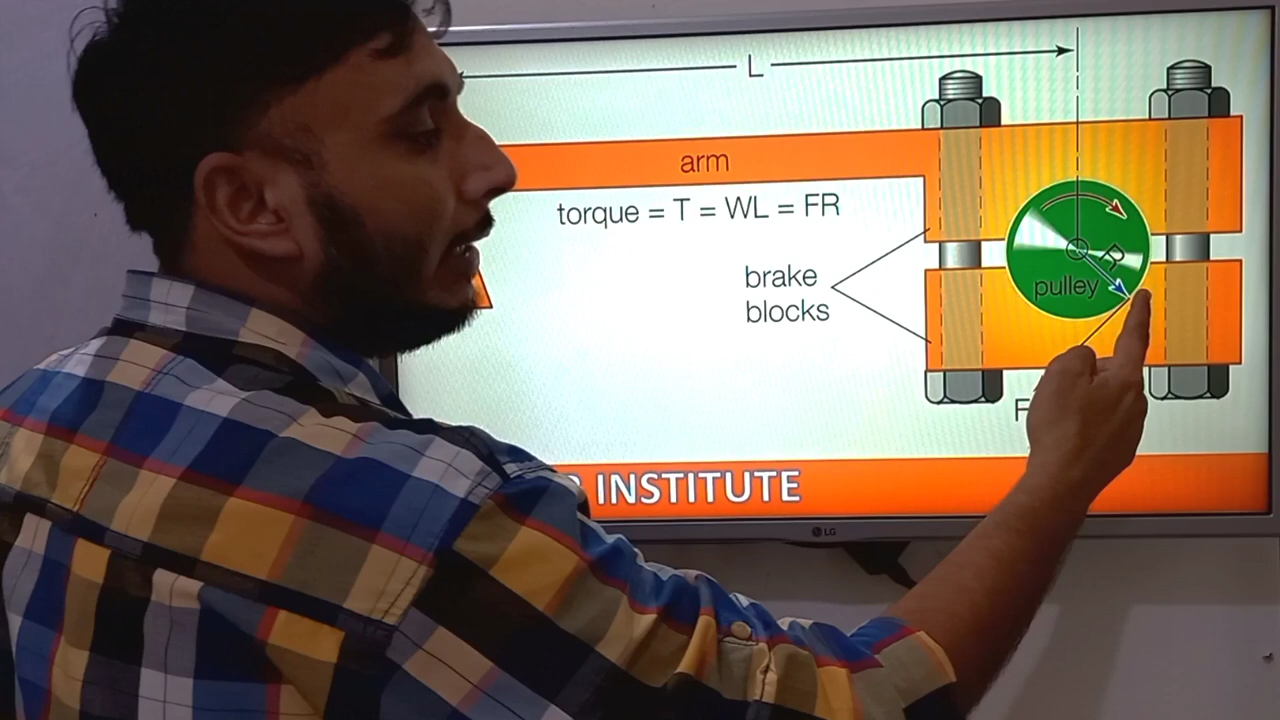 L
arm
torque = T = WL = FR
brake
blocks
R
pulley
F
INSTITUTE
LG